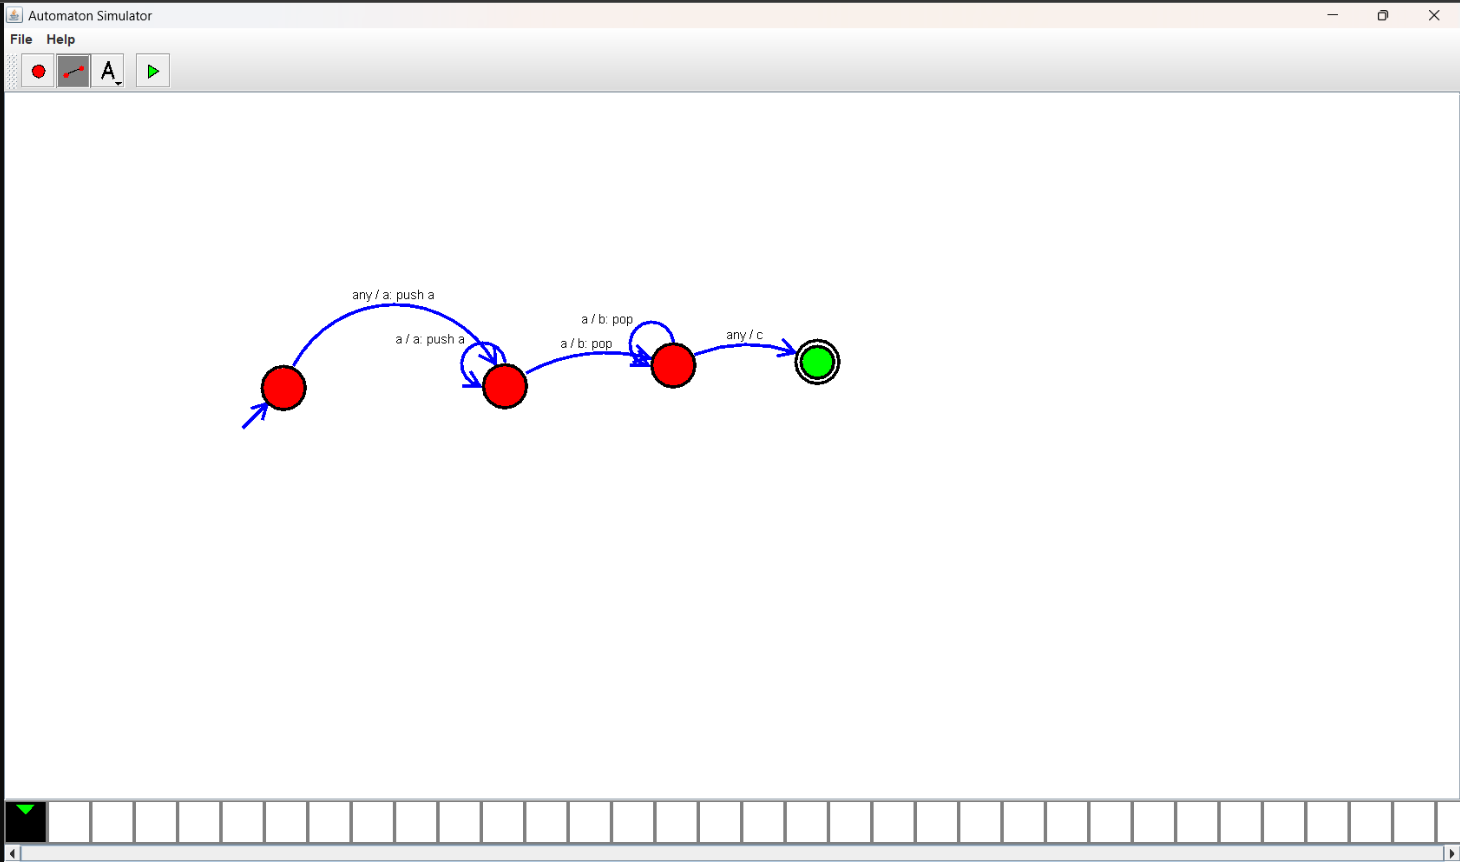 Automaton Simulator
File Help
A
any / a: push a
a / a: push a
a / b: pop
a / b: pop
any / c